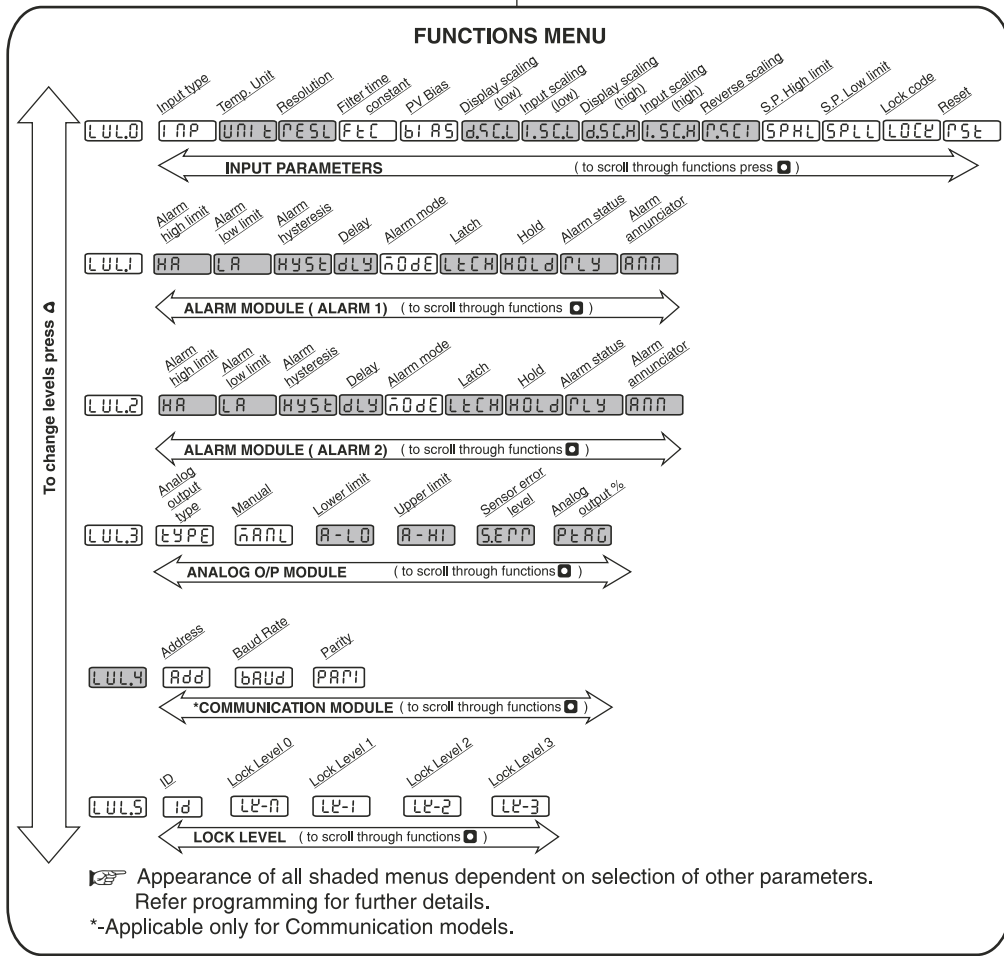 FUNCTIONS MENU
To change levels press
Input type
Temp. Unit
Resolution
Filter time constant
PV Bias
Display scaling (low)
Input scaling (low)
Display scaling (high)
Input scaling (high)
Reverse scaling
S.P. High limit
S.P. Low limit
Lock code
Reset
LUL.0 INP UNIt RESL FtC bIAS d.SC.L I.SC.L d.SC.H I.SC.H R.SCI SPHL SPLL LOCK RSt
INPUT PARAMETERS ( to scroll through functions press )
Alarm high limit
Alarm low limit
Alarm hysteresis
Delay
Alarm mode
Latch
Hold
Alarm status
Alarm annunciator
LUL.1 HA LA HYSt dLY MOdE LtCH HOLd RLY ANN
ALARM MODULE ( ALARM 1) ( to scroll through functions )
Alarm high limit
Alarm low limit
Alarm hysteresis
Delay
Alarm mode
Latch
Hold
Alarm status
Alarm annunciator
LUL.2 HA LA HYSt dLY MOdE LtCH HOLd RLY ANN
ALARM MODULE ( ALARM 2) ( to scroll through functions )
Analog output type
Manual
Lower limit
Upper limit
Sensor error level
Analog output %
LUL.3 tYPE MANL A-LO A-HI S.ERR PtAG
ANALOG O/P MODULE ( to scroll through functions )
Address
Baud Rate
Parity
LUL.4 Add bAUd PARI
*COMMUNICATION MODULE ( to scroll through functions )
ID
Lock Level 0
Lock Level 1
Lock Level 2
Lock Level 3
LUL.5 Id LK-0 LK-1 LK-2 LK-3
LOCK LEVEL ( to scroll through functions )
Appearance of all shaded menus dependent on selection of other parameters.
Refer programming for further details.
*-Applicable only for Communication models.